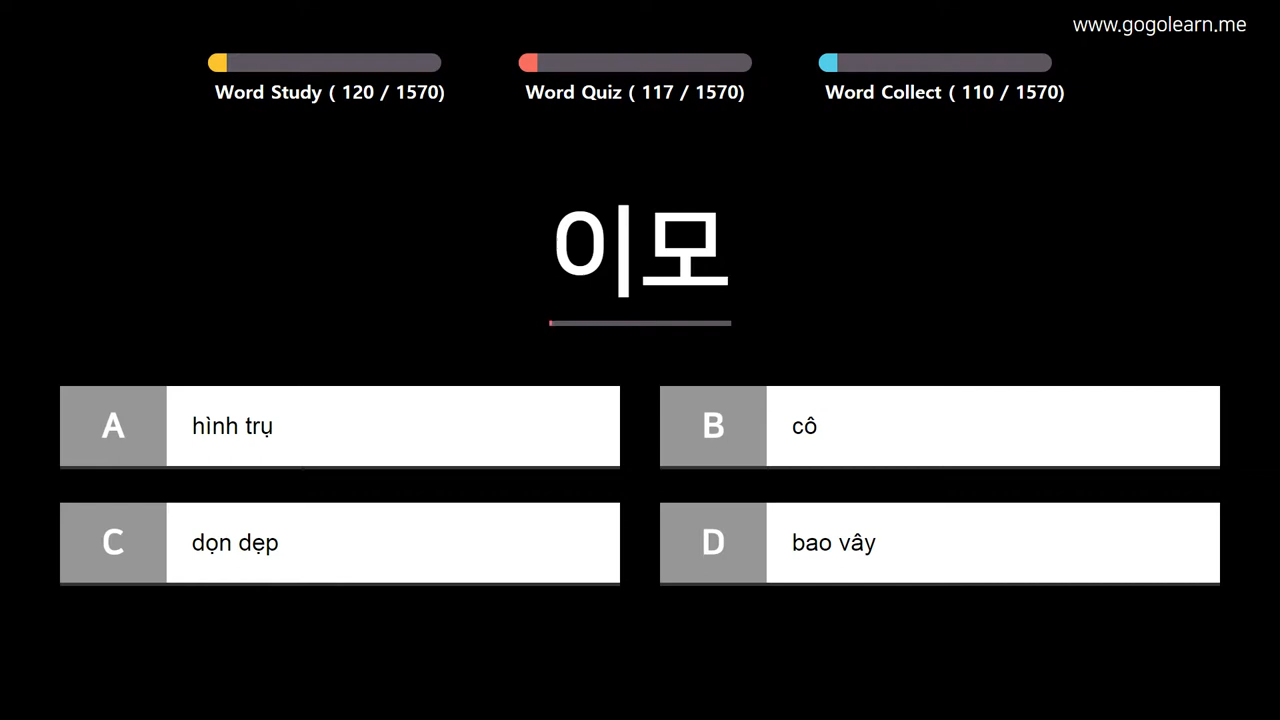 www.gogolearn.me
Word Study ( 120 / 1570)
Word Quiz ( 117 / 1570)
Word Collect ( 110 / 1570)
이모
A hình trụ
B cô
C dọn dẹp
D bao vây